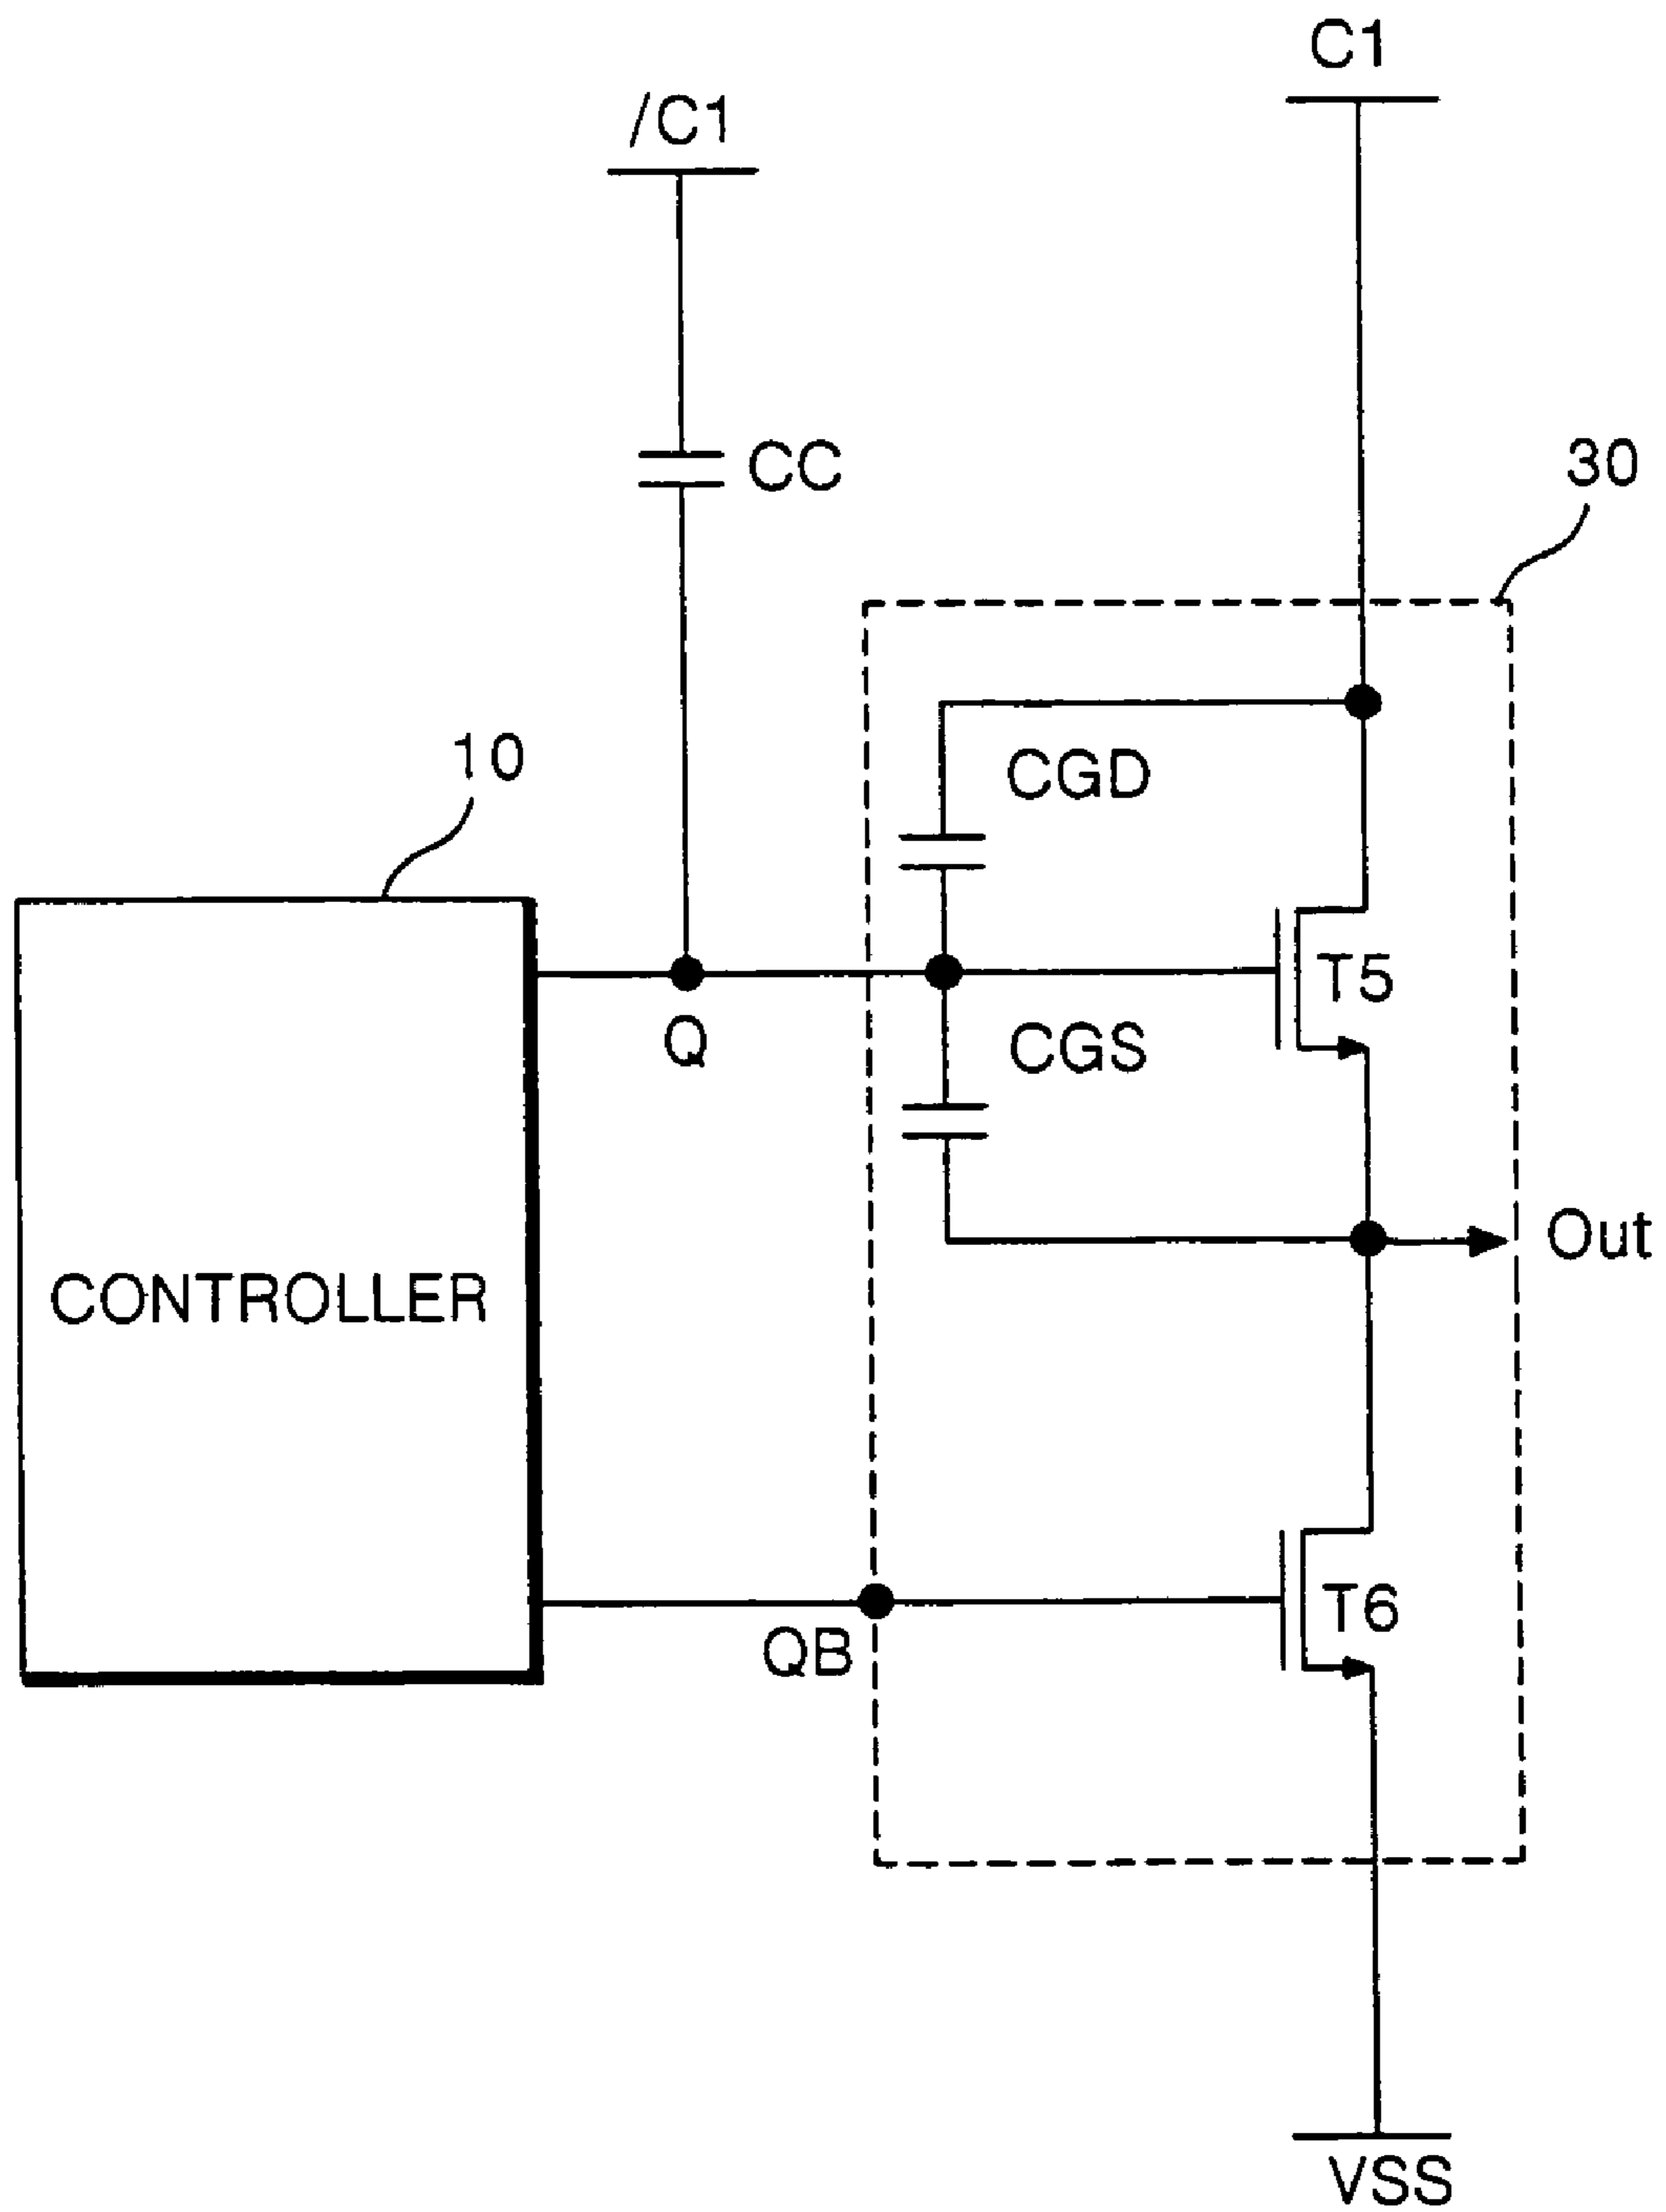 C1
/C1
CC
30
CGD
10
T5
Q
CGS
Out
CONTROLLER
T6
QB
VSS